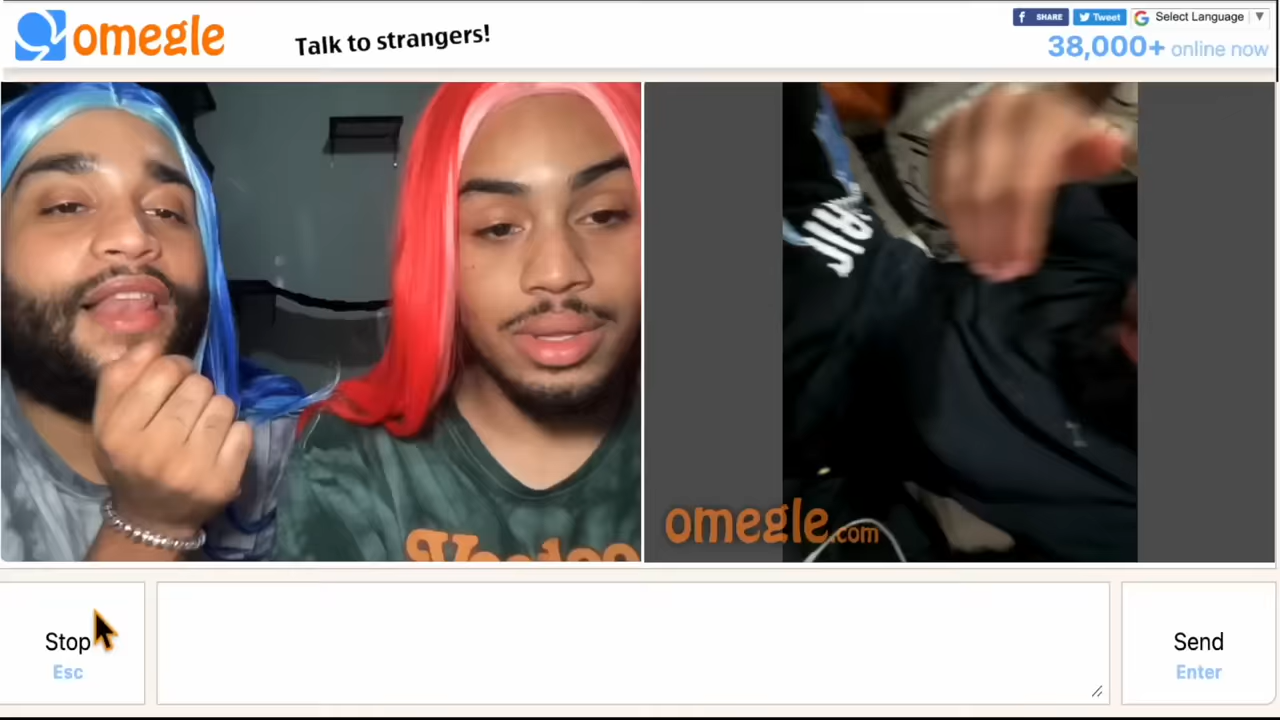 omegle
Talk to strangers!
SHARE
Tweet
Select Language
38,000+ online now
omegle.com
Stop
Esc
Send
Enter